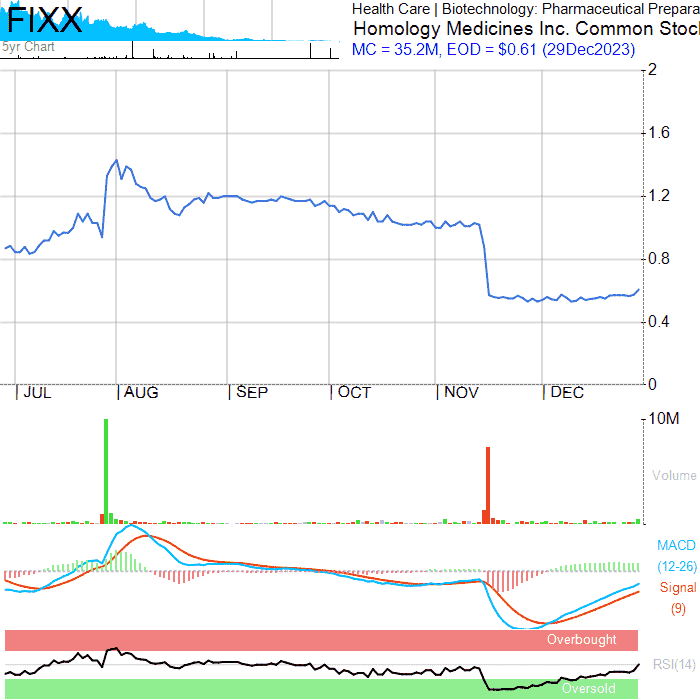 FIXX
5yr Chart
Health Care | Biotechnology: Pharmaceutical Prepara
Homology Medicines Inc. Common Stoc
MC = 35.2M, EOD = $0.61 (29Dec2023)
2
1.6
1.2
0.8
0.4
0
JUL AUG SEP OCT NOV DEC
10M
Volume
MACD
(12-26)
Signal
(9)
Overbought
RSI(14)
Oversold